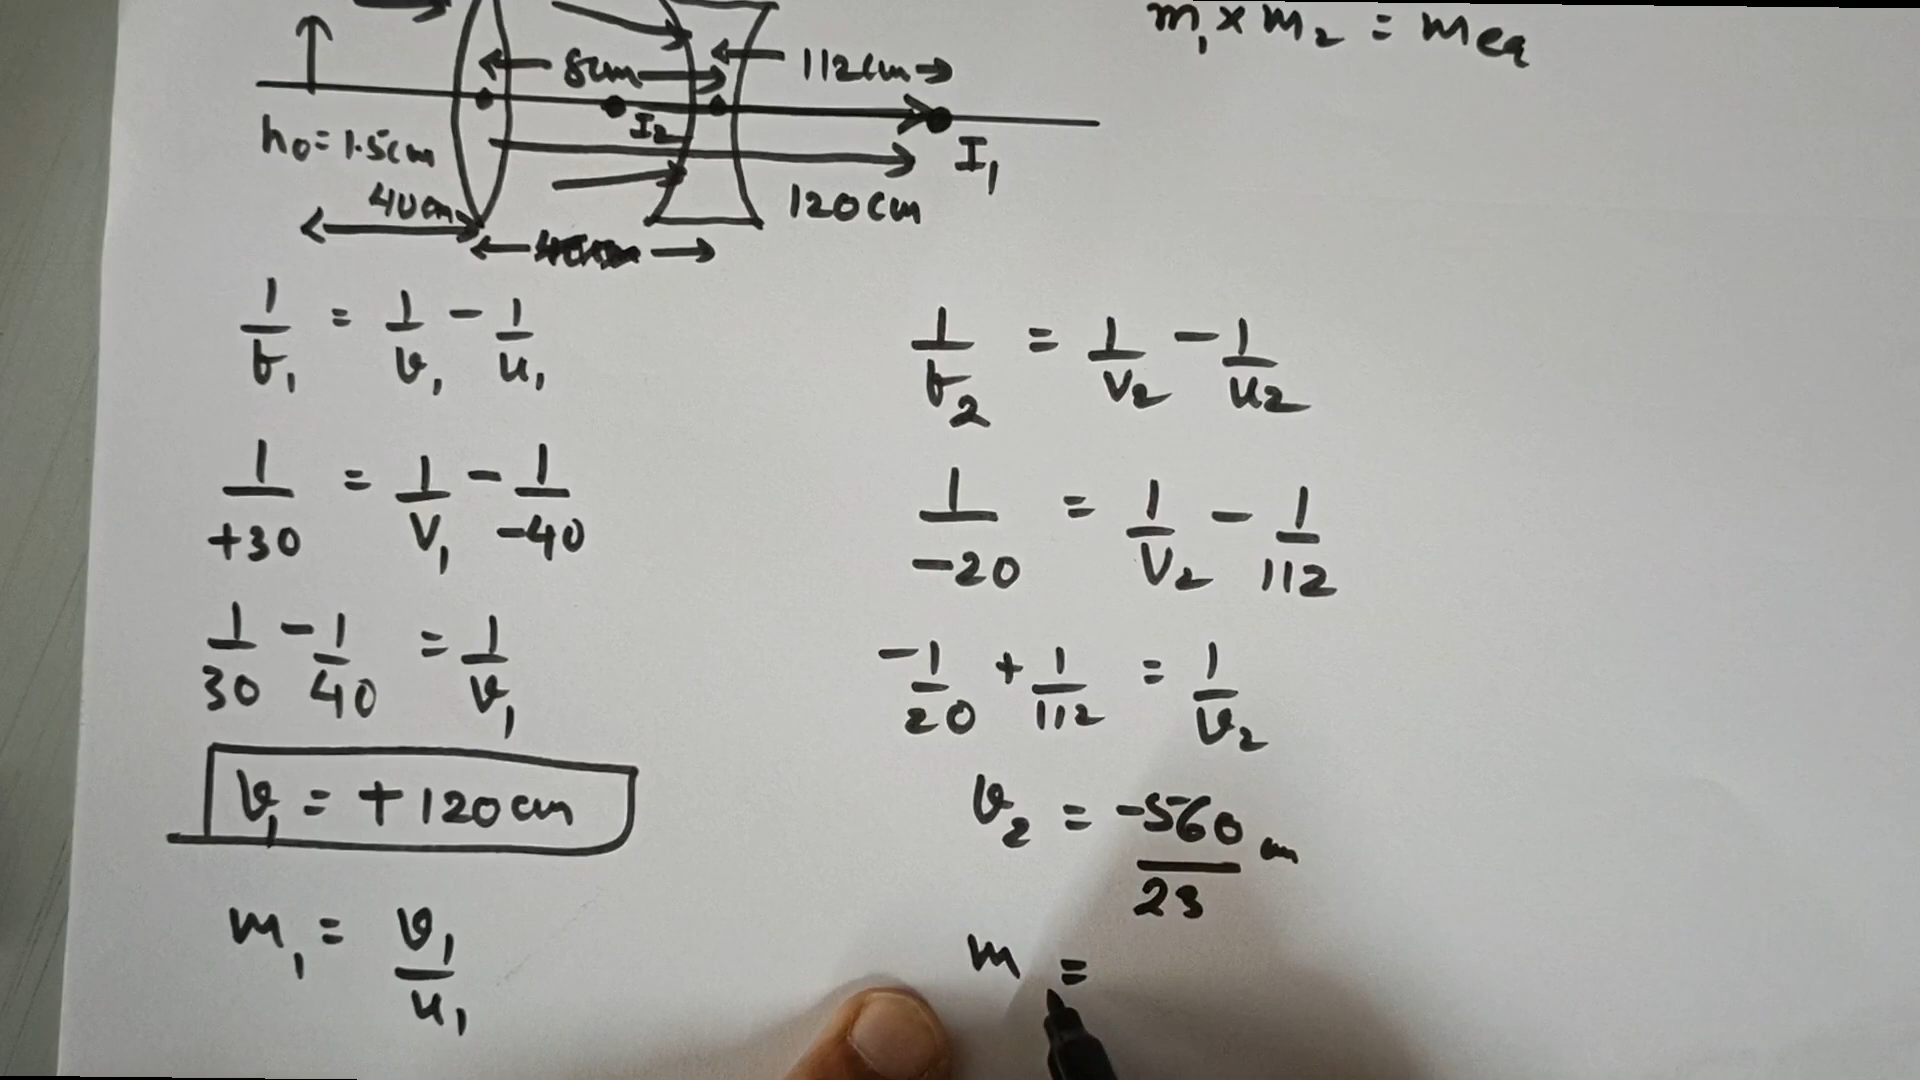 m₁ × m₂ = meq
8cm
112cm
I₂
h₀ = 1.5cm
I₁
40cm
120cm
1/f₁ = 1/v₁ - 1/u₁
1/+30 = 1/V₁ - 1/-40
1/30 - 1/40 = 1/v₁
v₁ = +120cm
m₁ = v₁/u₁
1/f₂ = 1/V₂ - 1/u₂
1/-20 = 1/V₂ - 1/112
-1/20 + 1/112 = 1/v₂
v₂ = -560/23 cm
m =